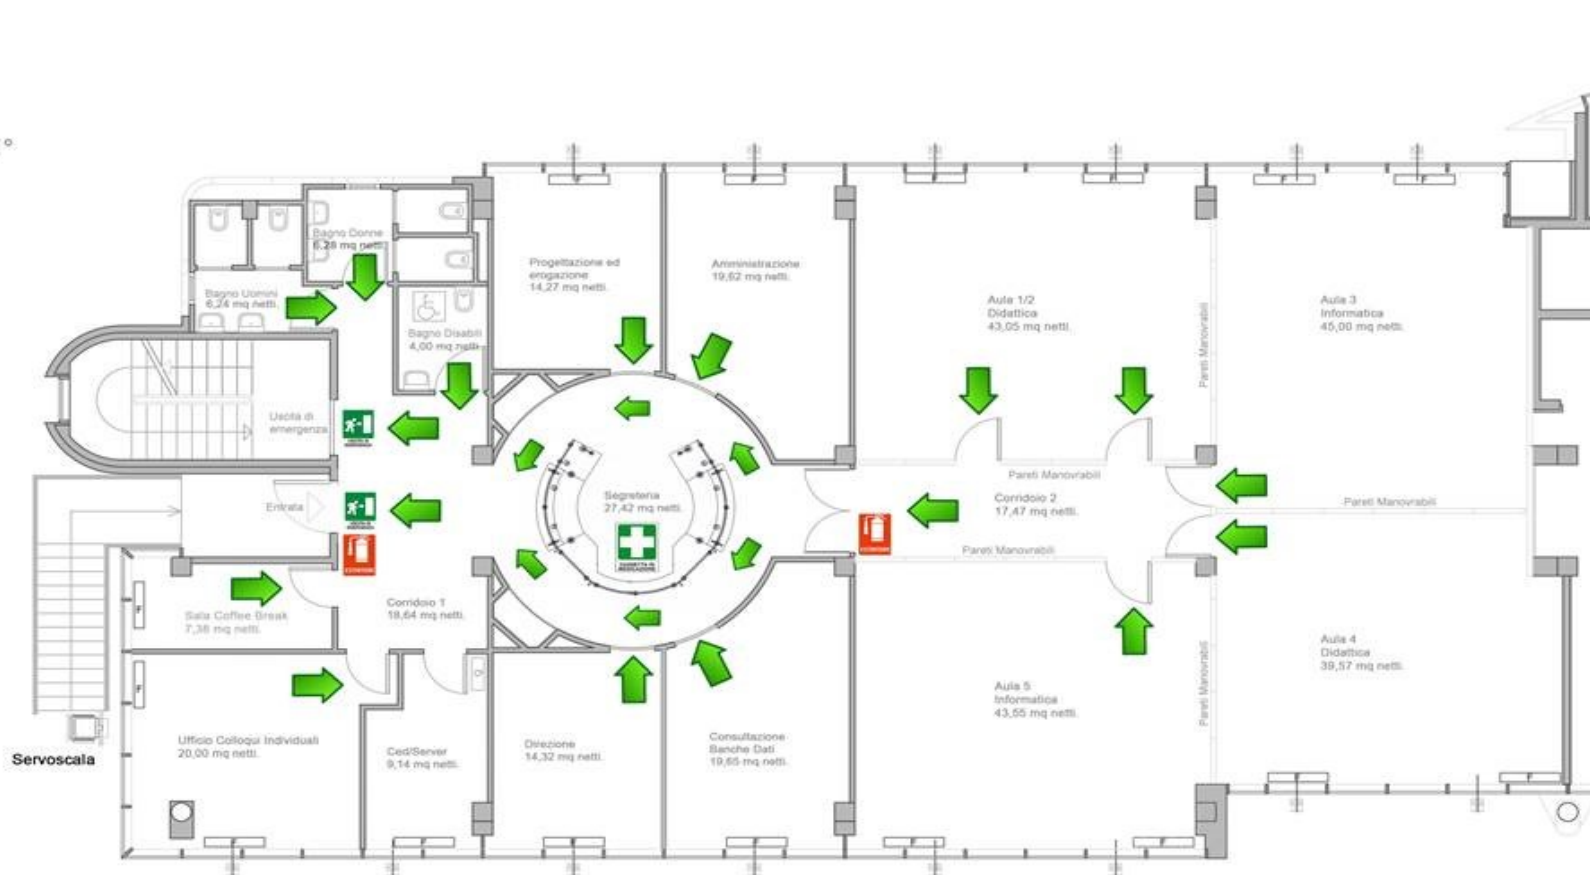 Bagno Donne
6,28 mq netti.
Bagno Uomini
6,24 mq netti.
Bagno Disabili
4,00 mq netti.
Progettazione ed
erogazione
14,27 mq netti.
Amministrazione
19,62 mq netti.
Aula 1/2
Didattica
43,05 mq netti.
Pareti Manovrabili
Aula 3
Informatica
45,00 mq netti.
Uscita di
emergenza
Entrata
Segreteria
27,42 mq netti.
Pareti Manovrabili
Corridoio 2
17,47 mq netti.
Pareti Manovrabili
Pareti Manovrabili
Sala Coffee Break
7,36 mq netti.
Corridoio 1
18,64 mq netti.
Aula 4
Didattica
39,57 mq netti.
Pareti Manovrabili
Aula 5
Informatica
43,55 mq netti.
Servoscala
Ufficio Colloqui Individuali
20,00 mq netti.
Ced/Server
9,14 mq netti.
Direzione
14,32 mq netti.
Consultazione
Banche Dati
19,65 mq netti.